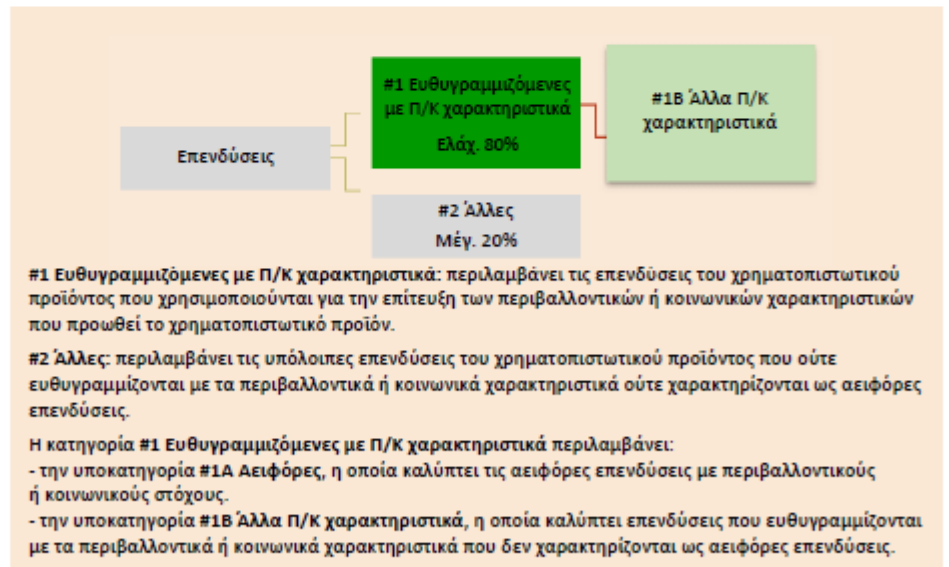 #1 Ευθυγραμμιζόμενες
με Π/Κ χαρακτηριστικά
Ελάχ. 80%
#1Β Άλλα Π/Κ
χαρακτηριστικά
Επενδύσεις
#2 Άλλες
Μέγ. 20%
#1 Ευθυγραμμιζόμενες με Π/Κ χαρακτηριστικά: περιλαμβάνει τις επενδύσεις του χρηματοπιστωτικού
προϊόντος που χρησιμοποιούνται για την επίτευξη των περιβαλλοντικών ή κοινωνικών χαρακτηριστικών
που προωθεί το χρηματοπιστωτικό προϊόν.
#2 Άλλες: περιλαμβάνει τις υπόλοιπες επενδύσεις του χρηματοπιστωτικού προϊόντος που ούτε
ευθυγραμμίζονται με τα περιβαλλοντικά ή κοινωνικά χαρακτηριστικά ούτε χαρακτηρίζονται ως αειφόρες
επενδύσεις.
Η κατηγορία #1 Ευθυγραμμιζόμενες με Π/Κ χαρακτηριστικά περιλαμβάνει:
- την υποκατηγορία #1Α Αειφόρες, η οποία καλύπτει τις αειφόρες επενδύσεις με περιβαλλοντικούς
ή κοινωνικούς στόχους.
- την υποκατηγορία #1Β Άλλα Π/Κ χαρακτηριστικά, η οποία καλύπτει επενδύσεις που ευθυγραμμίζονται
με τα περιβαλλοντικά ή κοινωνικά χαρακτηριστικά που δεν χαρακτηρίζονται ως αειφόρες επενδύσεις.